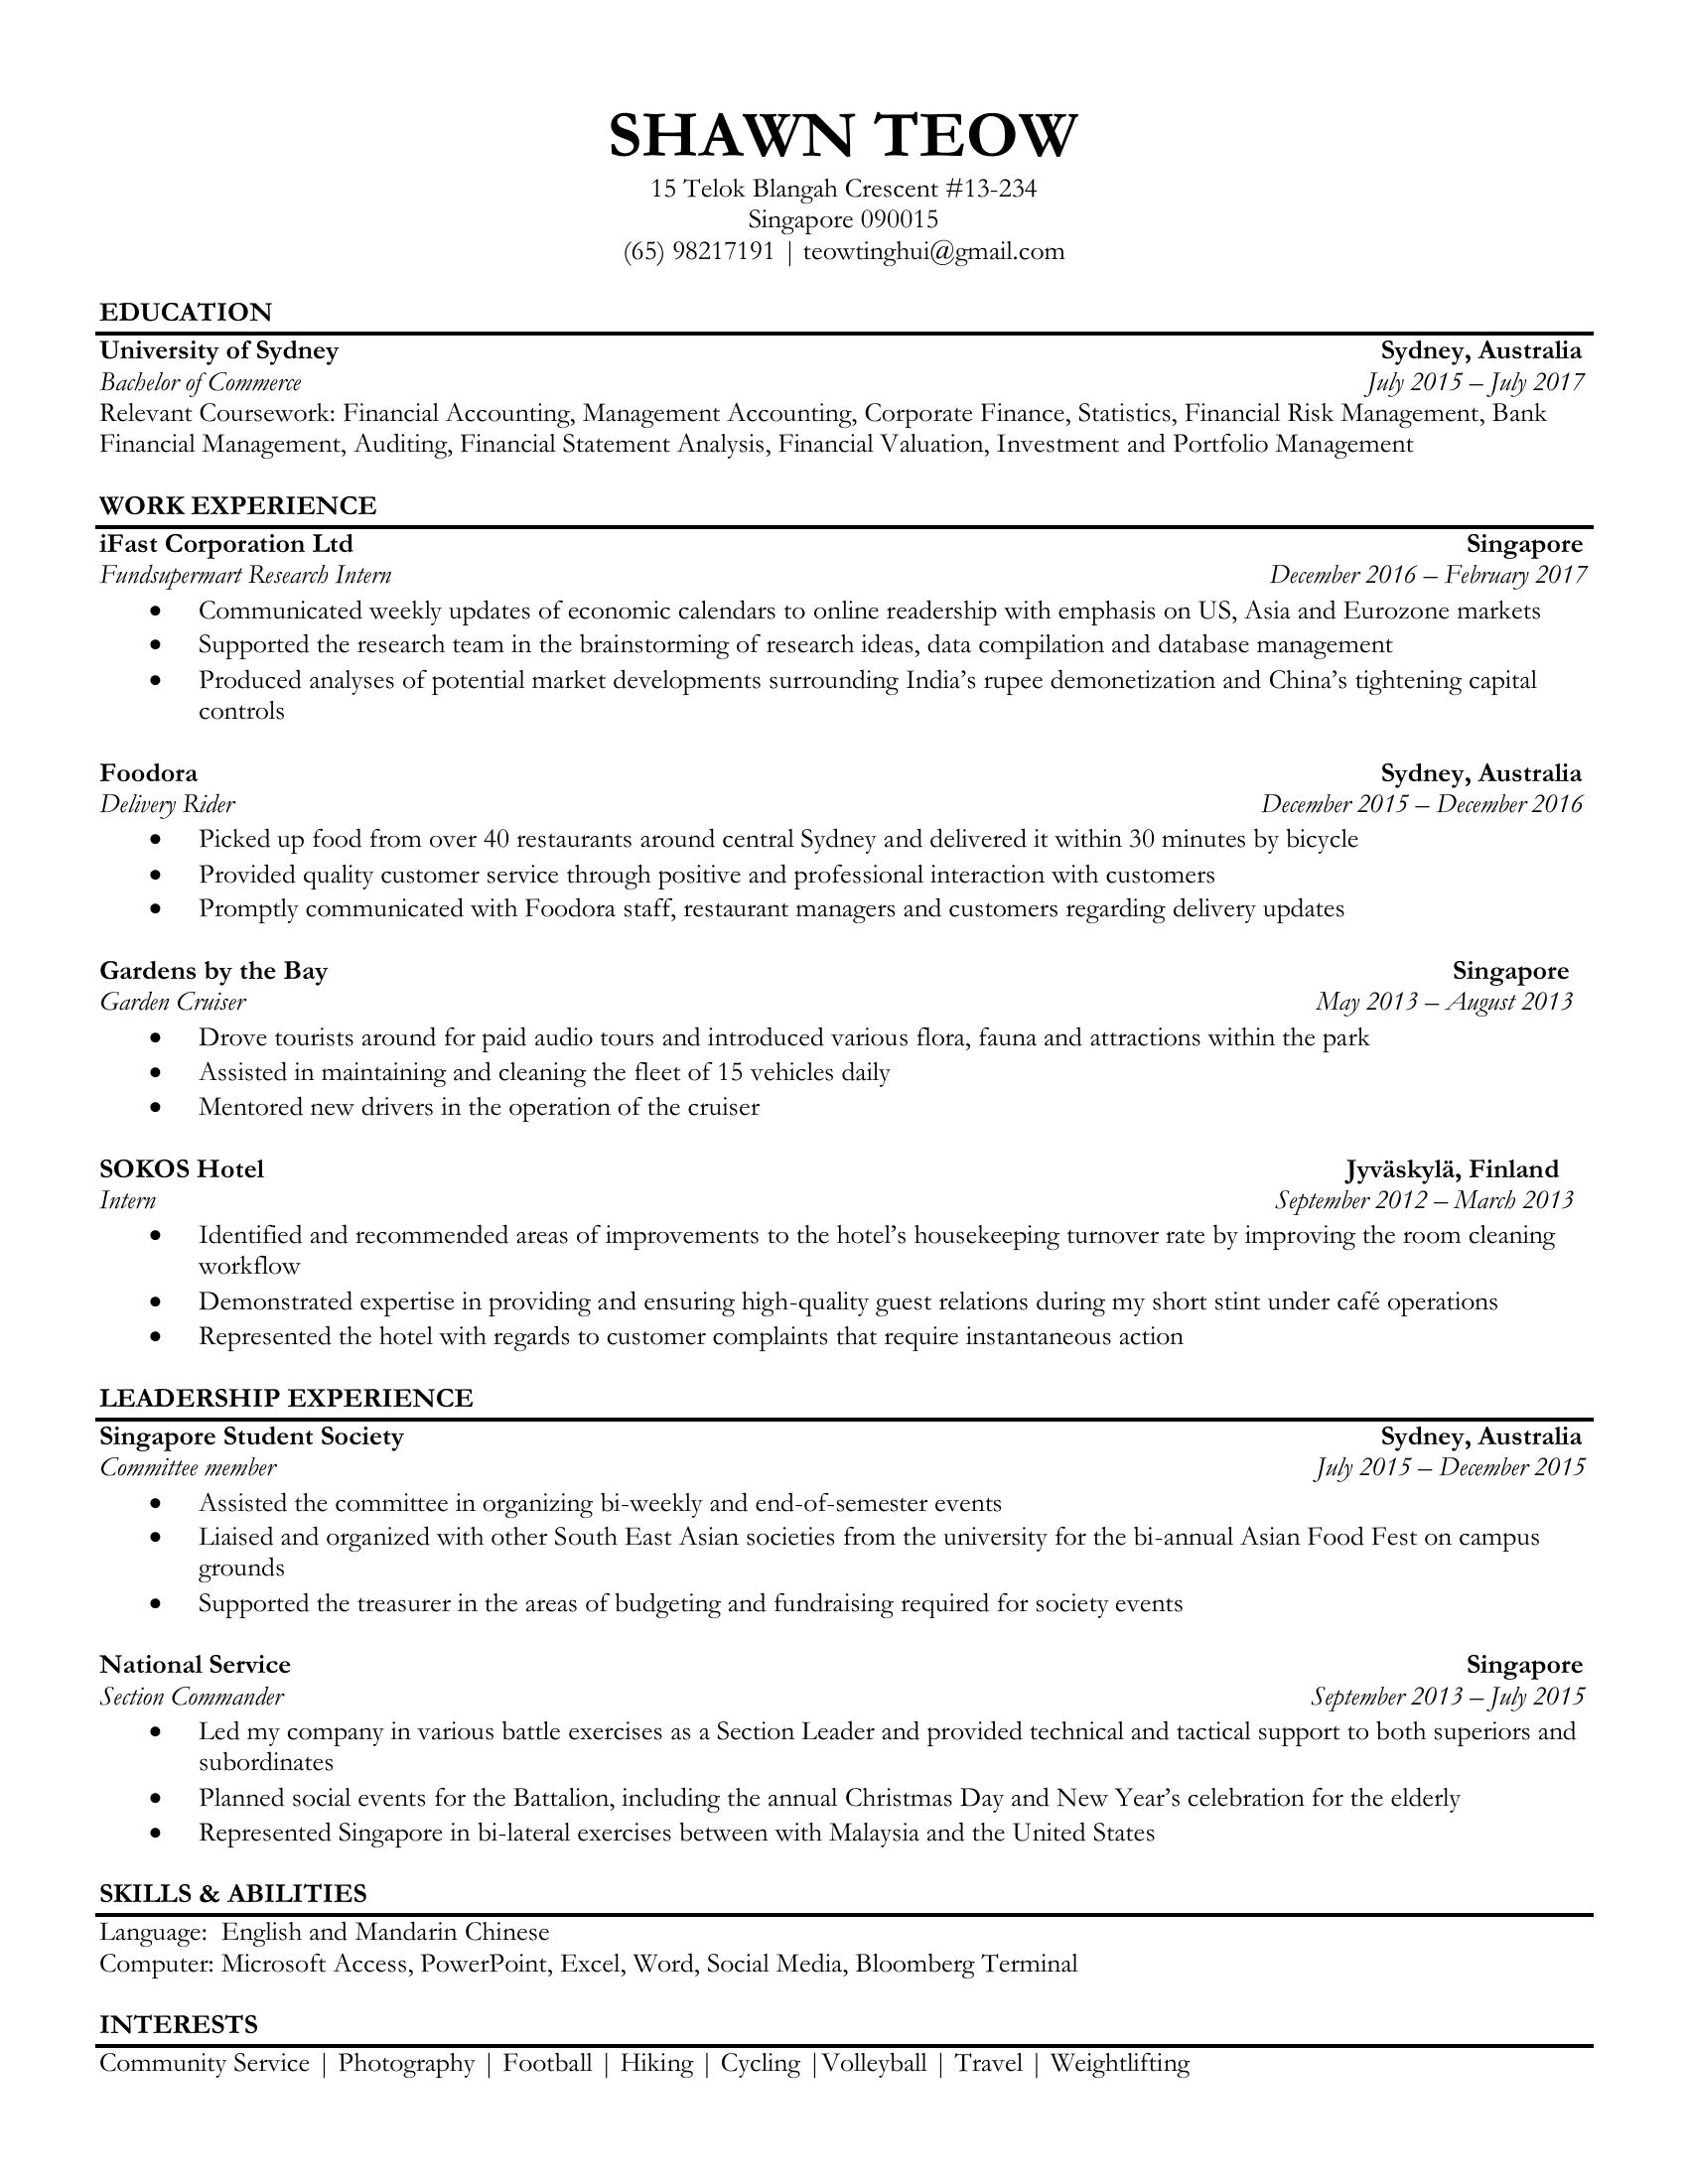 SHAWN TEOW
15 Telok Blangah Crescent #13-234
Singapore 090015
(65) 98217191 | teowtinghui@gmail.com
EDUCATION
University of Sydney Sydney, Australia
Bachelor of Commerce July 2015 – July 2017
Relevant Coursework: Financial Accounting, Management Accounting, Corporate Finance, Statistics, Financial Risk Management, Bank
Financial Management, Auditing, Financial Statement Analysis, Financial Valuation, Investment and Portfolio Management
WORK EXPERIENCE
iFast Corporation Ltd Singapore
Fundsupermart Research Intern December 2016 – February 2017
• Communicated weekly updates of economic calendars to online readership with emphasis on US, Asia and Eurozone markets
• Supported the research team in the brainstorming of research ideas, data compilation and database management
• Produced analyses of potential market developments surrounding India’s rupee demonetization and China’s tightening capital
controls
Foodora Sydney, Australia
Delivery Rider December 2015 – December 2016
• Picked up food from over 40 restaurants around central Sydney and delivered it within 30 minutes by bicycle
• Provided quality customer service through positive and professional interaction with customers
• Promptly communicated with Foodora staff, restaurant managers and customers regarding delivery updates
Gardens by the Bay Singapore
Garden Cruiser May 2013 – August 2013
• Drove tourists around for paid audio tours and introduced various flora, fauna and attractions within the park
• Assisted in maintaining and cleaning the fleet of 15 vehicles daily
• Mentored new drivers in the operation of the cruiser
SOKOS Hotel Jyväskylä, Finland
Intern September 2012 – March 2013
• Identified and recommended areas of improvements to the hotel’s housekeeping turnover rate by improving the room cleaning
workflow
• Demonstrated expertise in providing and ensuring high-quality guest relations during my short stint under café operations
• Represented the hotel with regards to customer complaints that require instantaneous action
LEADERSHIP EXPERIENCE
Singapore Student Society Sydney, Australia
Committee member July 2015 – December 2015
• Assisted the committee in organizing bi-weekly and end-of-semester events
• Liaised and organized with other South East Asian societies from the university for the bi-annual Asian Food Fest on campus
grounds
• Supported the treasurer in the areas of budgeting and fundraising required for society events
National Service Singapore
Section Commander September 2013 – July 2015
• Led my company in various battle exercises as a Section Leader and provided technical and tactical support to both superiors and
subordinates
• Planned social events for the Battalion, including the annual Christmas Day and New Year’s celebration for the elderly
• Represented Singapore in bi-lateral exercises between with Malaysia and the United States
SKILLS & ABILITIES
Language: English and Mandarin Chinese
Computer: Microsoft Access, PowerPoint, Excel, Word, Social Media, Bloomberg Terminal
INTERESTS
Community Service | Photography | Football | Hiking | Cycling |Volleyball | Travel | Weightlifting